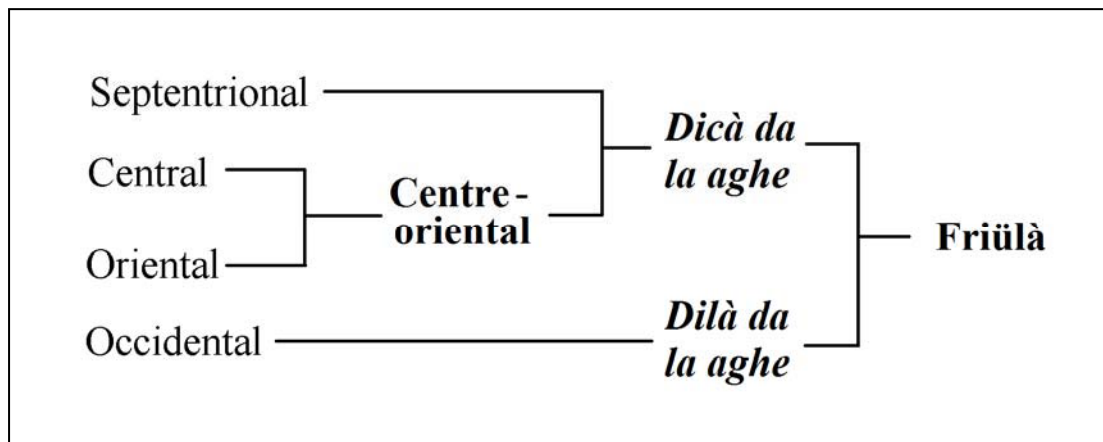 Septentrional
Central
Oriental
Occidental
Centre-
oriental
Dicà da
la aghe
Dilà da
la aghe
Friülà